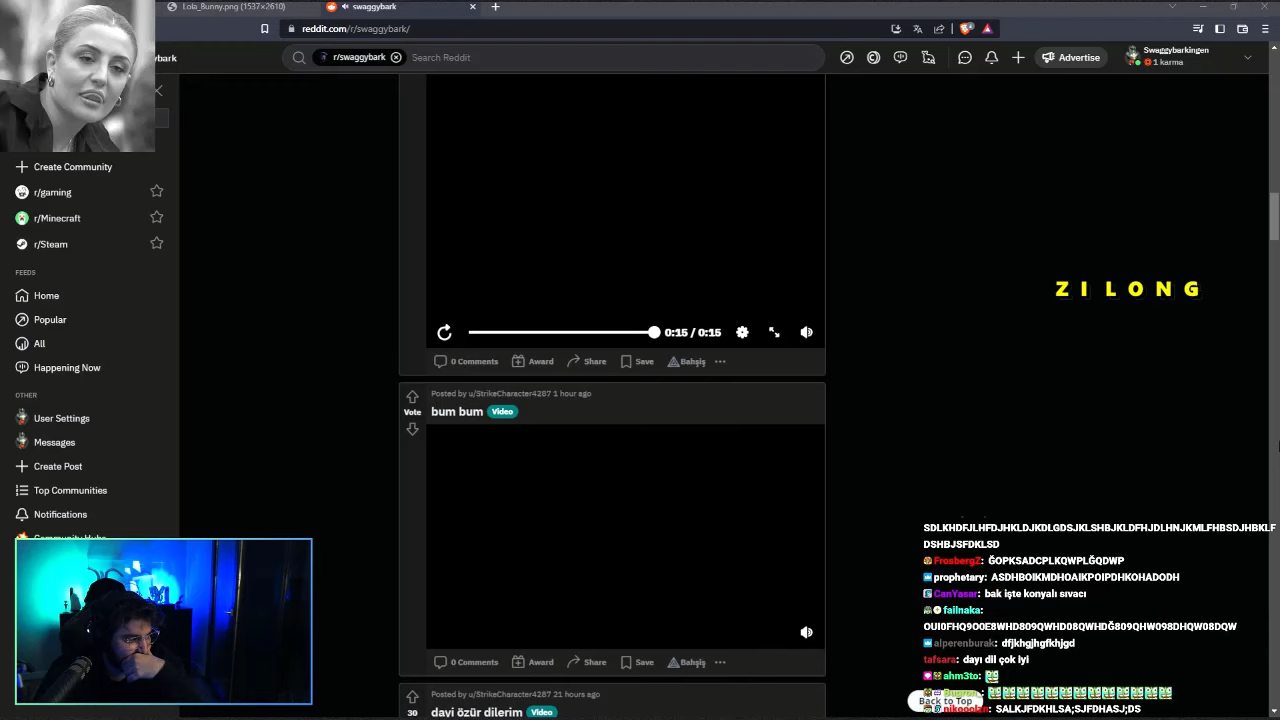 Lola_Bunny.png (1537×2610)
swaggybark
reddit.com/r/swaggybark/
ybark
r/swaggybark
Search Reddit
Advertise
Swaggybarkingen
1 karma
Create Community
r/gaming
r/Minecraft
r/Steam
FEEDS
Home
Popular
All
Happening Now
OTHER
User Settings
Messages
Create Post
Top Communities
Notifications
0:15 / 0:15
0 Comments
Award
Share
Save
Bahşiş
Posted by u/StrikeCharacter4287 1 hour ago
Vote
bum bum Video
0 Comments
Award
Share
Save
Bahşiş
Posted by u/StrikeCharacter4287 21 hours ago
30
dayi özür dilerim Video
Z I L O N G
SDLKHDFJLHFDJHKLDJKDLGDSJKLSHBJKLDFHJDLHNJKMLFHBSDJHBKLF
DSHBJSFDKLSD
FrosbergZ: ĞOPKSADCPLKQWPLĞQDWP
prophetary: ASDHBOIKMDHOAIKPOIPDHKOHADODH
CanYasar: bak işte konyalı sıvacı
failnaka:
OUI0FHQ9O0E8WHD809QWHD08QWHDĞ809QHW098DHQW08DQW
alperenburak: dfjkhgjhgfkhjgd
tafsara: dayı dil çok iyi
ahm3to:
Back to Top
SALKJFDKHLSA;SJFDHASJ;DS